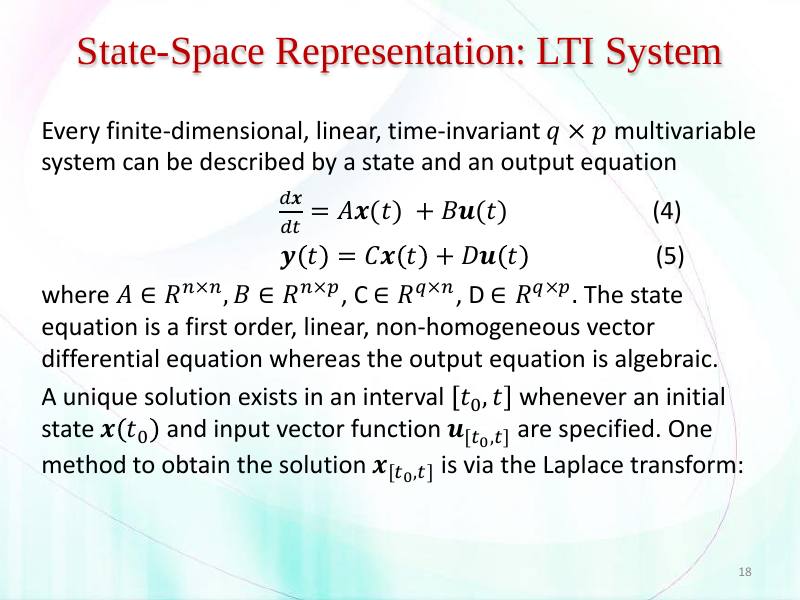 State-Space Representation: LTI System
Every finite-dimensional, linear, time-invariant 𝑞 × 𝑝 multivariable
system can be described by a state and an output equation
𝑑𝒙/𝑑𝑡 = 𝐴𝒙(𝑡) + 𝐵𝒖(𝑡) (4)
𝒚(𝑡) = 𝐶𝒙(𝑡) + 𝐷𝒖(𝑡) (5)
where 𝐴 ∈ 𝑅^{𝑛×𝑛}, 𝐵 ∈ 𝑅^{𝑛×𝑝}, C ∈ 𝑅^{𝑞×𝑛}, D ∈ 𝑅^{𝑞×𝑝}. The state
equation is a first order, linear, non-homogeneous vector
differential equation whereas the output equation is algebraic.
A unique solution exists in an interval [𝑡₀, 𝑡] whenever an initial
state 𝒙(𝑡₀) and input vector function 𝒖_{[𝑡₀,𝑡]} are specified. One
method to obtain the solution 𝒙_{[𝑡₀,𝑡]} is via the Laplace transform:
18